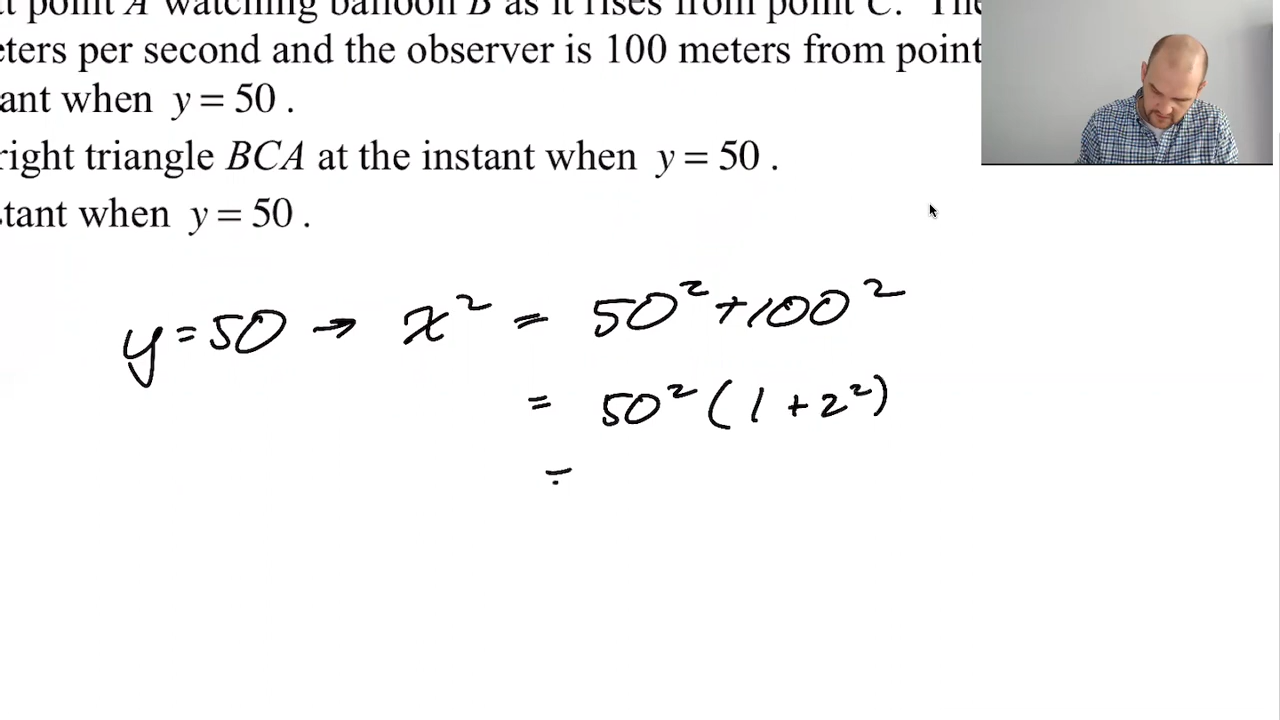 point A watching balloon B as it rises from point C. The
ters per second and the observer is 100 meters from point
ant when y = 50 .
right triangle BCA at the instant when y = 50 .
tant when y = 50 .
y = 50 → x² = 50² + 100²
= 50² ( 1 + 2² )
=